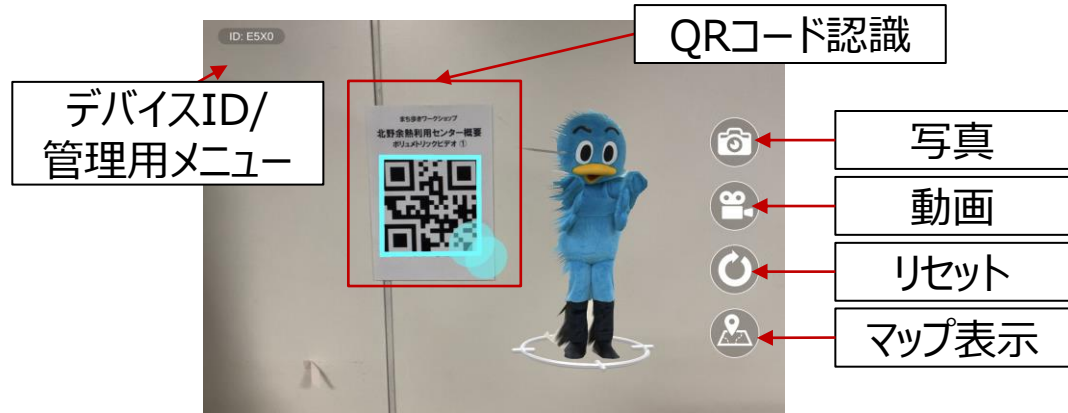 QRコード認識
ID: E5X0
デバイスID/
管理用メニュー
まち歩きワークショップ
北野余熱利用センター概要
ボリュメトリックビデオ ①
写真
動画
リセット
マップ表示